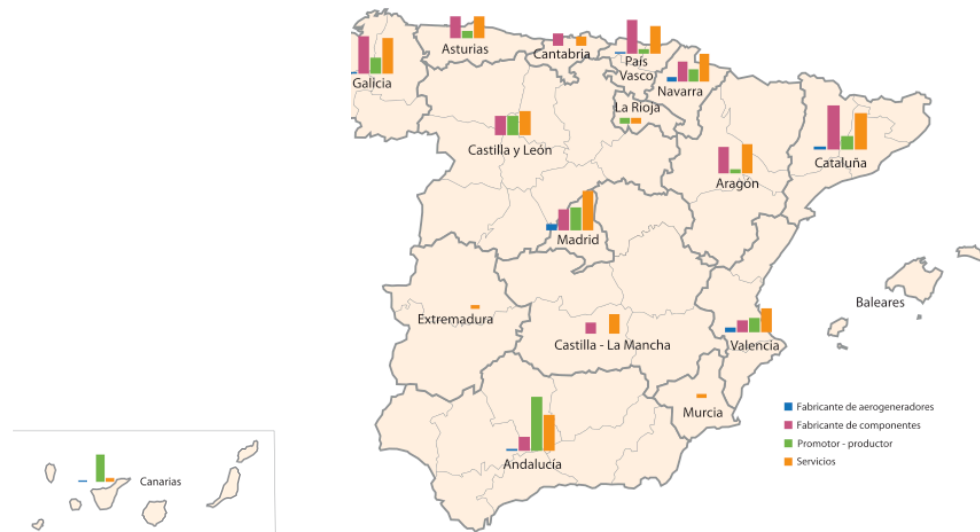 Asturias
Cantabria
País
Vasco
Galicia
Navarra
La Rioja
Castilla y León
Cataluña
Aragón
Madrid
Baleares
Extremadura
Castilla - La Mancha
Valencia
Murcia
Fabricante de aerogeneradores
Fabricante de componentes
Promotor - productor
Servicios
Andalucía
Canarias